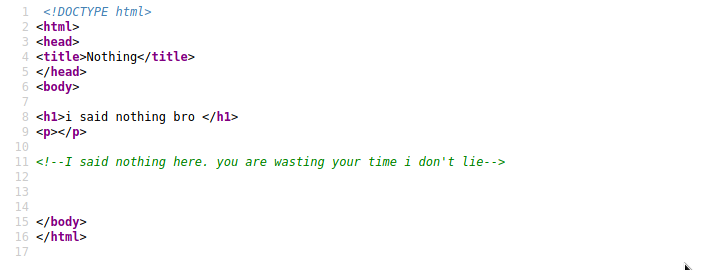 1 <!DOCTYPE html>
2 <html>
3 <head>
4 <title>Nothing</title>
5 </head>
6 <body>
7
8 <h1>i said nothing bro </h1>
9 <p></p>
10
11 <!--I said nothing here. you are wasting your time i don't lie-->
12
13
14
15 </body>
16 </html>
17